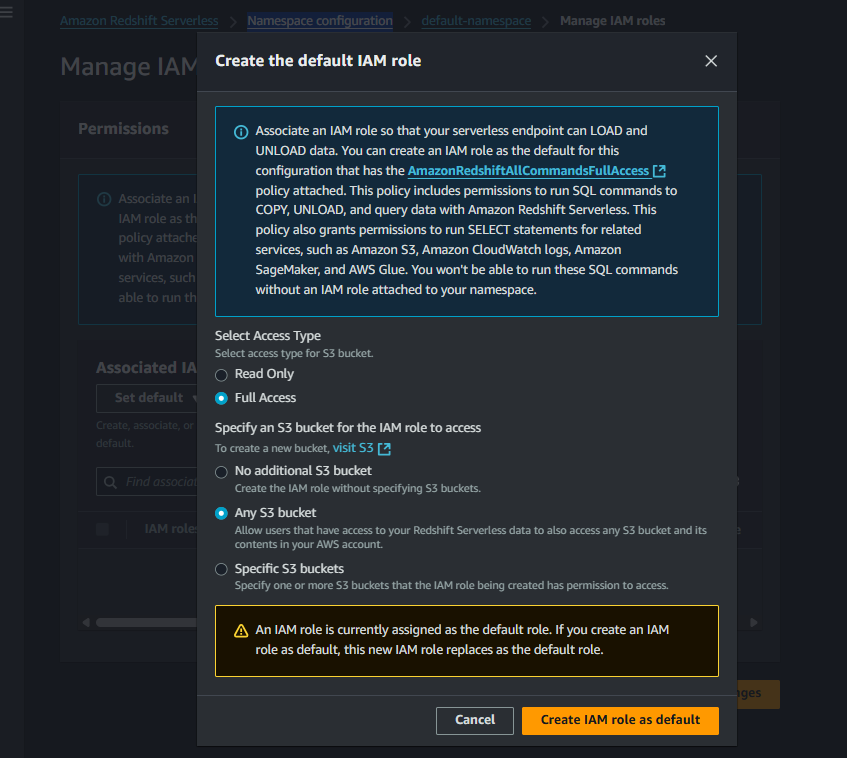 Amazon Redshift Serverless > Namespace configuration > default-namespace > Manage IAM roles
Manage IAM
Create the default IAM role
Permissions
Associate an I
IAM role as th
policy attache
with Amazon
services, such
able to run th
Associate an IAM role so that your serverless endpoint can LOAD and
UNLOAD data. You can create an IAM role as the default for this
configuration that has the AmazonRedshiftAllCommandsFullAccess
policy attached. This policy includes permissions to run SQL commands to
COPY, UNLOAD, and query data with Amazon Redshift Serverless. This
policy also grants permissions to run SELECT statements for related
services, such as Amazon S3, Amazon CloudWatch logs, Amazon
SageMaker, and AWS Glue. You won't be able to run these SQL commands
without an IAM role attached to your namespace.
Select Access Type
Select access type for S3 bucket.
Read Only
Full Access
Associated IA
Set default
Create, associate, or
default.
Find associat
IAM roles
Specify an S3 bucket for the IAM role to access
To create a new bucket, visit S3
No additional S3 bucket
Create the IAM role without specifying S3 buckets.
Any S3 bucket
Allow users that have access to your Redshift Serverless data to also access any S3 bucket and its
contents in your AWS account.
Specific S3 buckets
Specify one or more S3 buckets that the IAM role being created has permission to access.
An IAM role is currently assigned as the default role. If you create an IAM
role as default, this new IAM role replaces as the default role.
nges
Cancel
Create IAM role as default